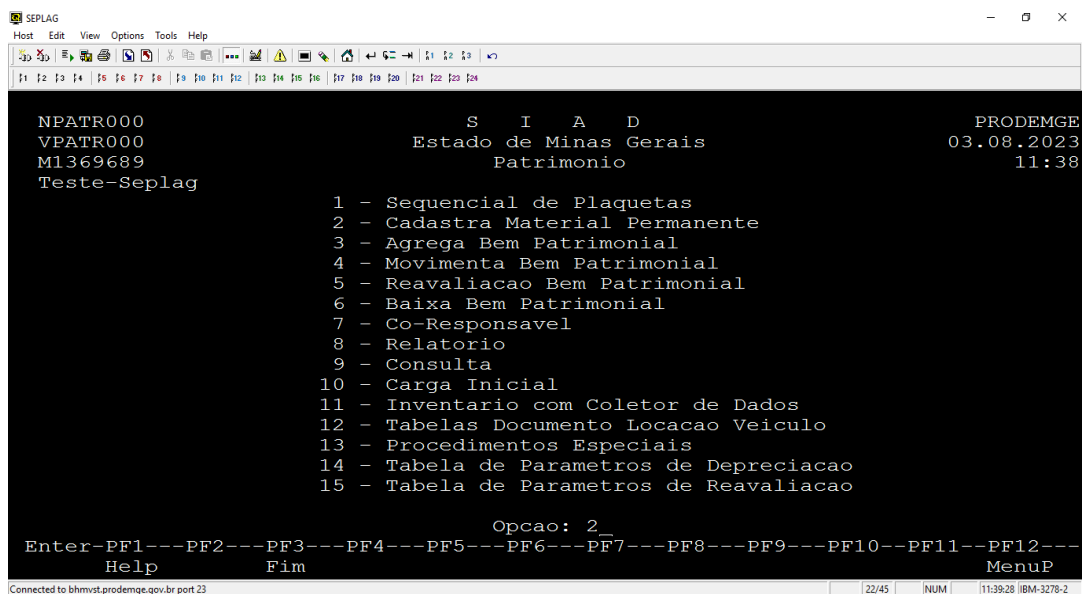 SEPLAG
Host Edit View Options Tools Help
NPATR000 S I A D PRODEMGE
VPATR000 Estado de Minas Gerais 03.08.2023
M1369689 Patrimonio 11:38
Teste-Seplag
1 - Sequencial de Plaquetas
2 - Cadastra Material Permanente
3 - Agrega Bem Patrimonial
4 - Movimenta Bem Patrimonial
5 - Reavaliacao Bem Patrimonial
6 - Baixa Bem Patrimonial
7 - Co-Responsavel
8 - Relatorio
9 - Consulta
10 - Carga Inicial
11 - Inventario com Coletor de Dados
12 - Tabelas Documento Locacao Veiculo
13 - Procedimentos Especiais
14 - Tabela de Parametros de Depreciacao
15 - Tabela de Parametros de Reavaliacao
Opcao: 2_
Enter-PF1---PF2---PF3---PF4---PF5---PF6---PF7---PF8---PF9---PF10--PF11--PF12---
Help Fim MenuP
Connected to bhmvst.prodemge.gov.br port 23 22/45 NUM 11:39:28 IBM-3278-2